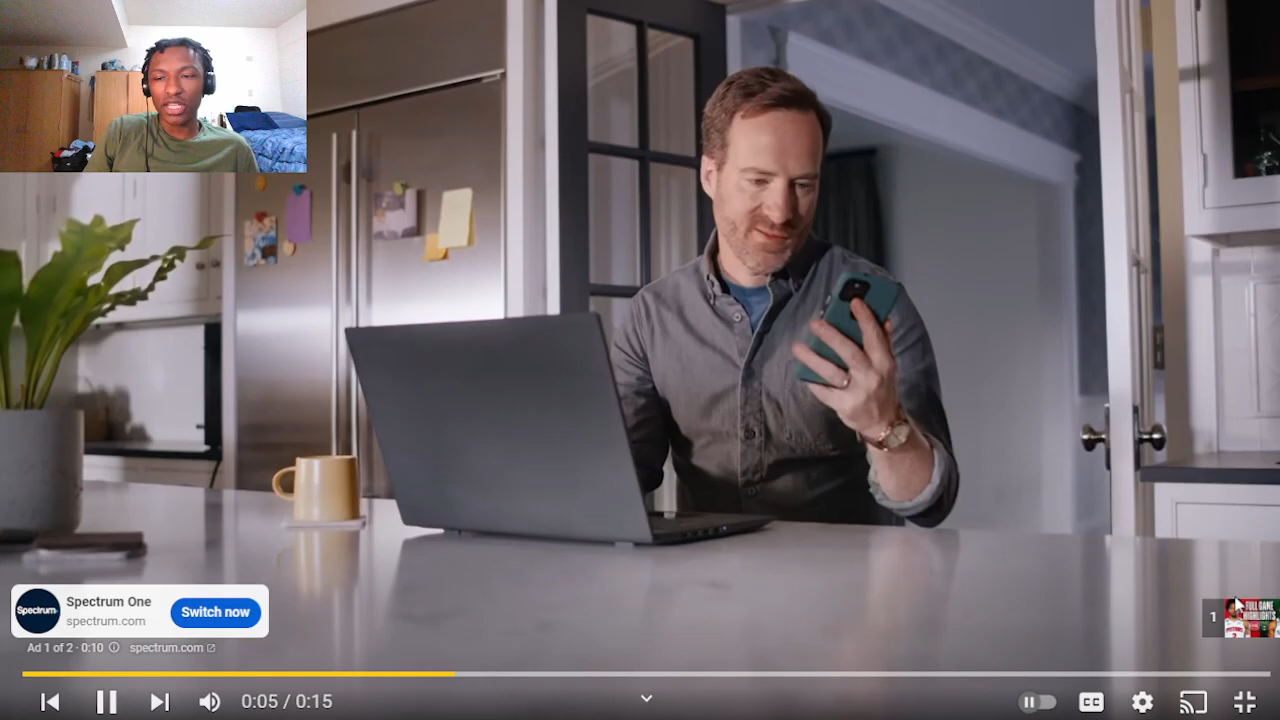 Spectrum
Spectrum One
spectrum.com
Switch now
Ad 1 of 2 · 0:10
spectrum.com
1
FULL GAME
HIGHLIGHTS
0:05 / 0:15
CC